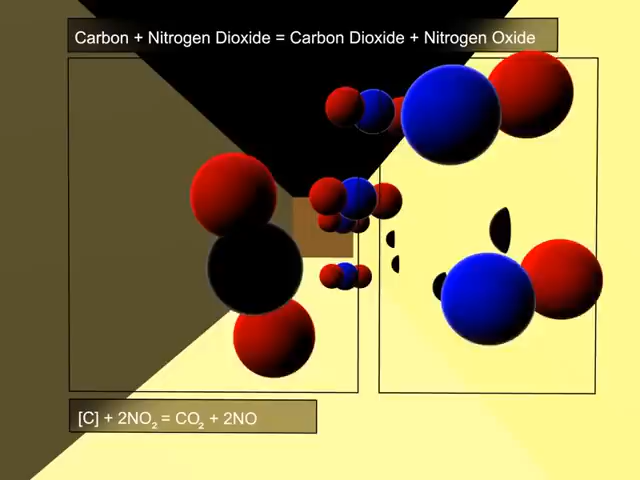 Carbon + Nitrogen Dioxide = Carbon Dioxide + Nitrogen Oxide
[C] + 2NO₂ = CO₂ + 2NO